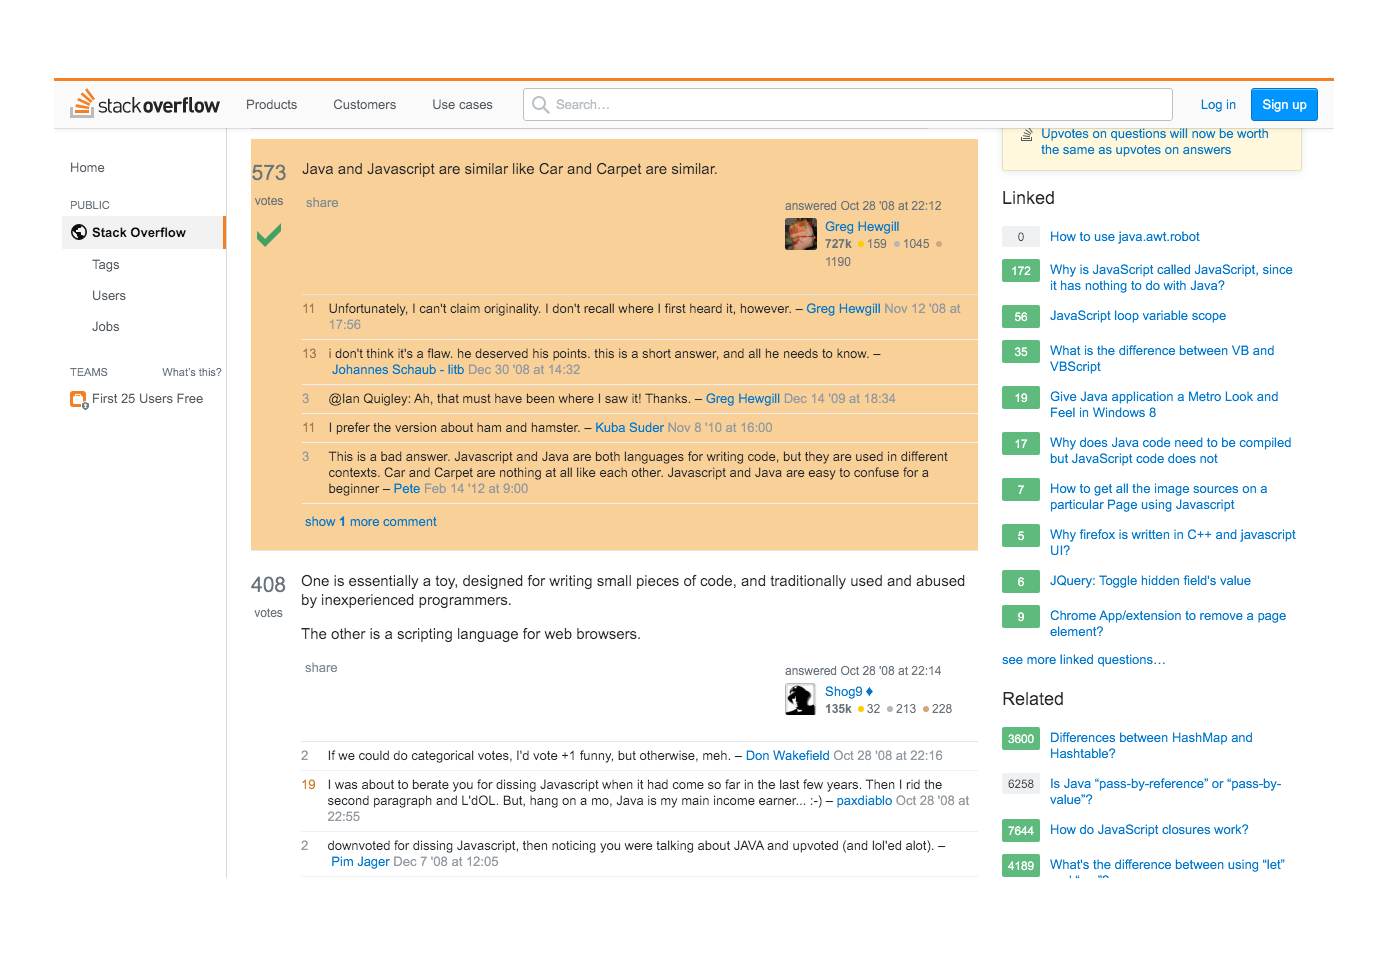 stackoverflow Products Customers Use cases Search... Log in Sign up
Upvotes on questions will now be worth
the same as upvotes on answers
Home
PUBLIC
Stack Overflow
Tags
Users
Jobs
TEAMS What's this?
First 25 Users Free
573
votes
Java and Javascript are similar like Car and Carpet are similar.
share
answered Oct 28 '08 at 22:12
Greg Hewgill
727k 159 1045
1190
11 Unfortunately, I can't claim originality. I don't recall where I first heard it, however. – Greg Hewgill Nov 12 '08 at
17:56
13 i don't think it's a flaw. he deserved his points. this is a short answer, and all he needs to know. –
Johannes Schaub - litb Dec 30 '08 at 14:32
3 @Ian Quigley: Ah, that must have been where I saw it! Thanks. – Greg Hewgill Dec 14 '09 at 18:34
11 I prefer the version about ham and hamster. – Kuba Suder Nov 8 '10 at 16:00
3 This is a bad answer. Javascript and Java are both languages for writing code, but they are used in different
contexts. Car and Carpet are nothing at all like each other. Javascript and Java are easy to confuse for a
beginner – Pete Feb 14 '12 at 9:00
show 1 more comment
408
votes
One is essentially a toy, designed for writing small pieces of code, and traditionally used and abused
by inexperienced programmers.
The other is a scripting language for web browsers.
share
answered Oct 28 '08 at 22:14
Shog9 ♦
135k 32 213 228
2 If we could do categorical votes, I'd vote +1 funny, but otherwise, meh. – Don Wakefield Oct 28 '08 at 22:16
19 I was about to berate you for dissing Javascript when it had come so far in the last few years. Then I rid the
second paragraph and L'dOL. But, hang on a mo, Java is my main income earner... :-) – paxdiablo Oct 28 '08 at
22:55
2 downvoted for dissing Javascript, then noticing you were talking about JAVA and upvoted (and lol'ed alot). –
Pim Jager Dec 7 '08 at 12:05
Linked
0 How to use java.awt.robot
172 Why is JavaScript called JavaScript, since
it has nothing to do with Java?
56 JavaScript loop variable scope
35 What is the difference between VB and
VBScript
19 Give Java application a Metro Look and
Feel in Windows 8
17 Why does Java code need to be compiled
but JavaScript code does not
7 How to get all the image sources on a
particular Page using Javascript
5 Why firefox is written in C++ and javascript
UI?
6 JQuery: Toggle hidden field's value
9 Chrome App/extension to remove a page
element?
see more linked questions…
Related
3600 Differences between HashMap and
Hashtable?
6258 Is Java “pass-by-reference” or “pass-by-
value”?
7644 How do JavaScript closures work?
4189 What's the difference between using “let”